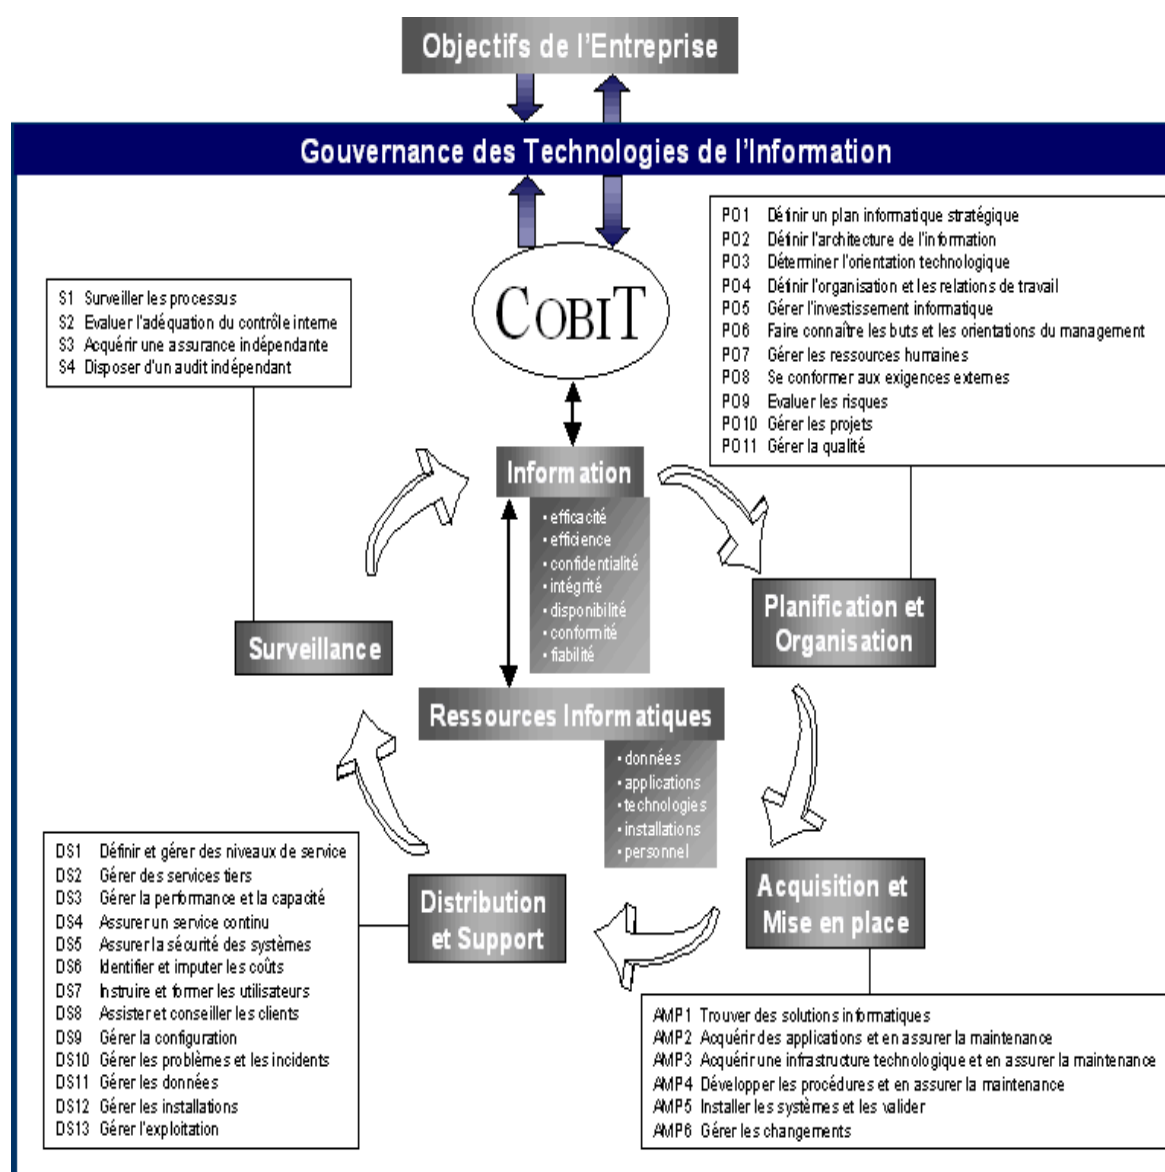 Objectifs de l'Entreprise
Gouvernance des Technologies de l'Information
COBIT
PO1 Définir un plan informatique stratégique
PO2 Définir l'architecture de l'information
PO3 Déterminer l'orientation technologique
PO4 Définir l'organisation et les relations de travail
PO5 Gérer l'investissement informatique
PO6 Faire connaître les buts et les orientations du management
PO7 Gérer les ressources humaines
PO8 Se conformer aux exigences externes
PO9 Evaluer les risques
PO10 Gérer les projets
PO11 Gérer la qualité
S1 Surveiller les processus
S2 Evaluer l'adéquation du contrôle interne
S3 Acquérir une assurance indépendante
S4 Disposer d'un audit indépendant
Information
• efficacité
• efficience
• confidentialité
• intégrité
• disponibilité
• conformité
• fiabilité
Planification et
Organisation
Surveillance
Ressources Informatiques
• données
• applications
• technologies
• installations
• personnel
Acquisition et
Mise en place
Distribution
et Support
DS1 Définir et gérer des niveaux de service
DS2 Gérer des services tiers
DS3 Gérer la performance et la capacité
DS4 Assurer un service continu
DS5 Assurer la sécurité des systèmes
DS6 Identifier et imputer les coûts
DS7 Instruire et former les utilisateurs
DS8 Assister et conseiller les clients
DS9 Gérer la configuration
DS10 Gérer les problèmes et les incidents
DS11 Gérer les données
DS12 Gérer les installations
DS13 Gérer l'exploitation
AMP1 Trouver des solutions informatiques
AMP2 Acquérir des applications et en assurer la maintenance
AMP3 Acquérir une infrastructure technologique et en assurer la maintenance
AMP4 Développer les procédures et en assurer la maintenance
AMP5 Installer les systèmes et les valider
AMP6 Gérer les changements